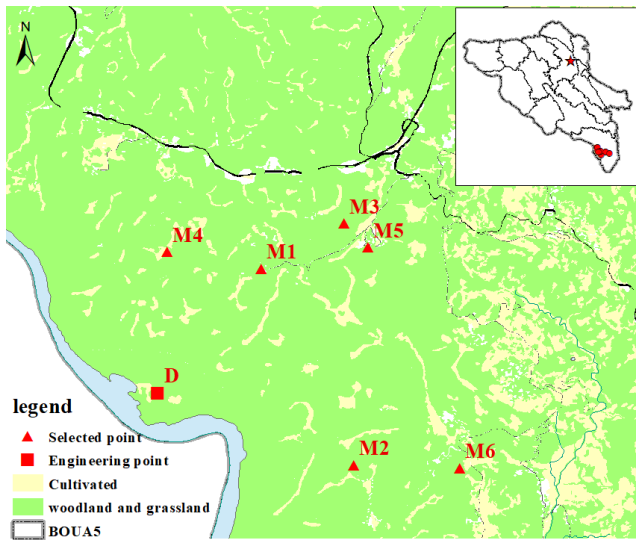 N
M3
M4
M5
M1
D
legend
Selected point
Engineering point
Cultivated
woodland and grassland
BOUA5
M2
M6